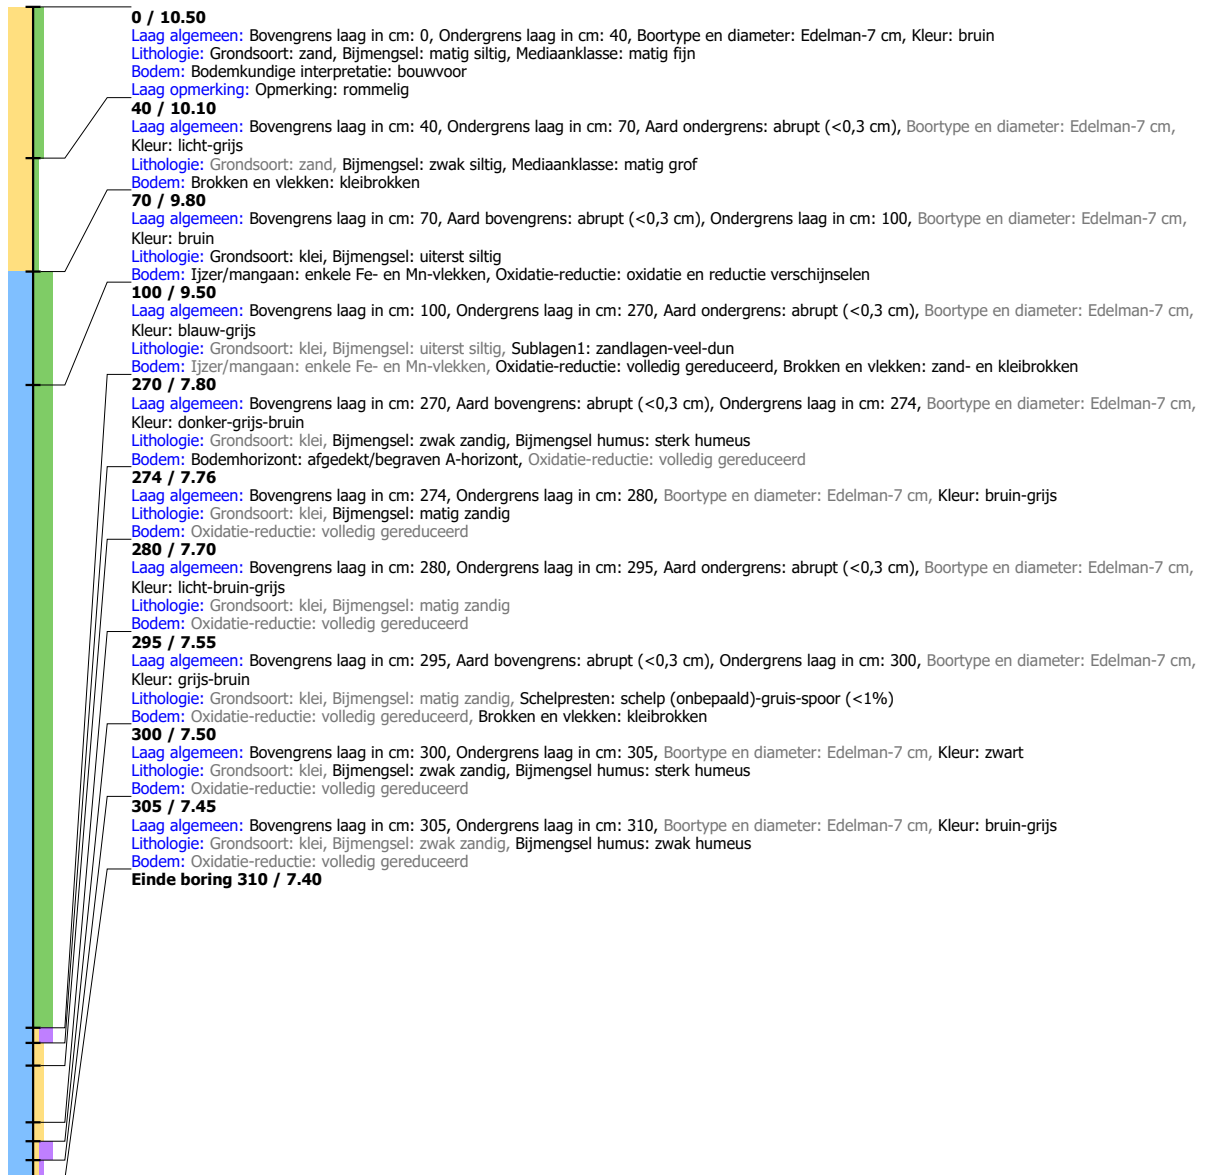 0 / 10.50
Laag algemeen: Bovengrens laag in cm: 0, Ondergrens laag in cm: 40, Boortype en diameter: Edelman-7 cm, Kleur: bruin
Lithologie: Grondsoort: zand, Bijmengsel: matig siltig, Mediaanklasse: matig fijn
Bodem: Bodemkundige interpretatie: bouwvoor
Laag opmerking: Opmerking: rommelig
40 / 10.10
Laag algemeen: Bovengrens laag in cm: 40, Ondergrens laag in cm: 70, Aard ondergrens: abrupt (<0,3 cm), Boortype en diameter: Edelman-7 cm,
Kleur: licht-grijs
Lithologie: Grondsoort: zand, Bijmengsel: zwak siltig, Mediaanklasse: matig grof
Bodem: Brokken en vlekken: kleibrokken
70 / 9.80
Laag algemeen: Bovengrens laag in cm: 70, Aard bovengrens: abrupt (<0,3 cm), Ondergrens laag in cm: 100, Boortype en diameter: Edelman-7 cm,
Kleur: bruin
Lithologie: Grondsoort: klei, Bijmengsel: uiterst siltig
Bodem: Ijzer/mangaan: enkele Fe- en Mn-vlekken, Oxidatie-reductie: oxidatie en reductie verschijnselen
100 / 9.50
Laag algemeen: Bovengrens laag in cm: 100, Ondergrens laag in cm: 270, Aard ondergrens: abrupt (<0,3 cm), Boortype en diameter: Edelman-7 cm,
Kleur: blauw-grijs
Lithologie: Grondsoort: klei, Bijmengsel: uiterst siltig, Sublagen1: zandlagen-veel-dun
Bodem: Ijzer/mangaan: enkele Fe- en Mn-vlekken, Oxidatie-reductie: volledig gereduceerd, Brokken en vlekken: zand- en kleibrokken
270 / 7.80
Laag algemeen: Bovengrens laag in cm: 270, Aard bovengrens: abrupt (<0,3 cm), Ondergrens laag in cm: 274, Boortype en diameter: Edelman-7 cm,
Kleur: donker-grijs-bruin
Lithologie: Grondsoort: klei, Bijmengsel: zwak zandig, Bijmengsel humus: sterk humeus
Bodem: Bodemhorizont: afgedekt/begraven A-horizont, Oxidatie-reductie: volledig gereduceerd
274 / 7.76
Laag algemeen: Bovengrens laag in cm: 274, Ondergrens laag in cm: 280, Boortype en diameter: Edelman-7 cm, Kleur: bruin-grijs
Lithologie: Grondsoort: klei, Bijmengsel: matig zandig
Bodem: Oxidatie-reductie: volledig gereduceerd
280 / 7.70
Laag algemeen: Bovengrens laag in cm: 280, Ondergrens laag in cm: 295, Aard ondergrens: abrupt (<0,3 cm), Boortype en diameter: Edelman-7 cm,
Kleur: licht-bruin-grijs
Lithologie: Grondsoort: klei, Bijmengsel: matig zandig
Bodem: Oxidatie-reductie: volledig gereduceerd
295 / 7.55
Laag algemeen: Bovengrens laag in cm: 295, Aard bovengrens: abrupt (<0,3 cm), Ondergrens laag in cm: 300, Boortype en diameter: Edelman-7 cm,
Kleur: grijs-bruin
Lithologie: Grondsoort: klei, Bijmengsel: matig zandig, Schelpresten: schelp (onbepaald)-gruis-spoor (<1%)
Bodem: Oxidatie-reductie: volledig gereduceerd, Brokken en vlekken: kleibrokken
300 / 7.50
Laag algemeen: Bovengrens laag in cm: 300, Ondergrens laag in cm: 305, Boortype en diameter: Edelman-7 cm, Kleur: zwart
Lithologie: Grondsoort: klei, Bijmengsel: zwak zandig, Bijmengsel humus: sterk humeus
Bodem: Oxidatie-reductie: volledig gereduceerd
305 / 7.45
Laag algemeen: Bovengrens laag in cm: 305, Ondergrens laag in cm: 310, Boortype en diameter: Edelman-7 cm, Kleur: bruin-grijs
Lithologie: Grondsoort: klei, Bijmengsel: zwak zandig, Bijmengsel humus: zwak humeus
Bodem: Oxidatie-reductie: volledig gereduceerd
Einde boring 310 / 7.40